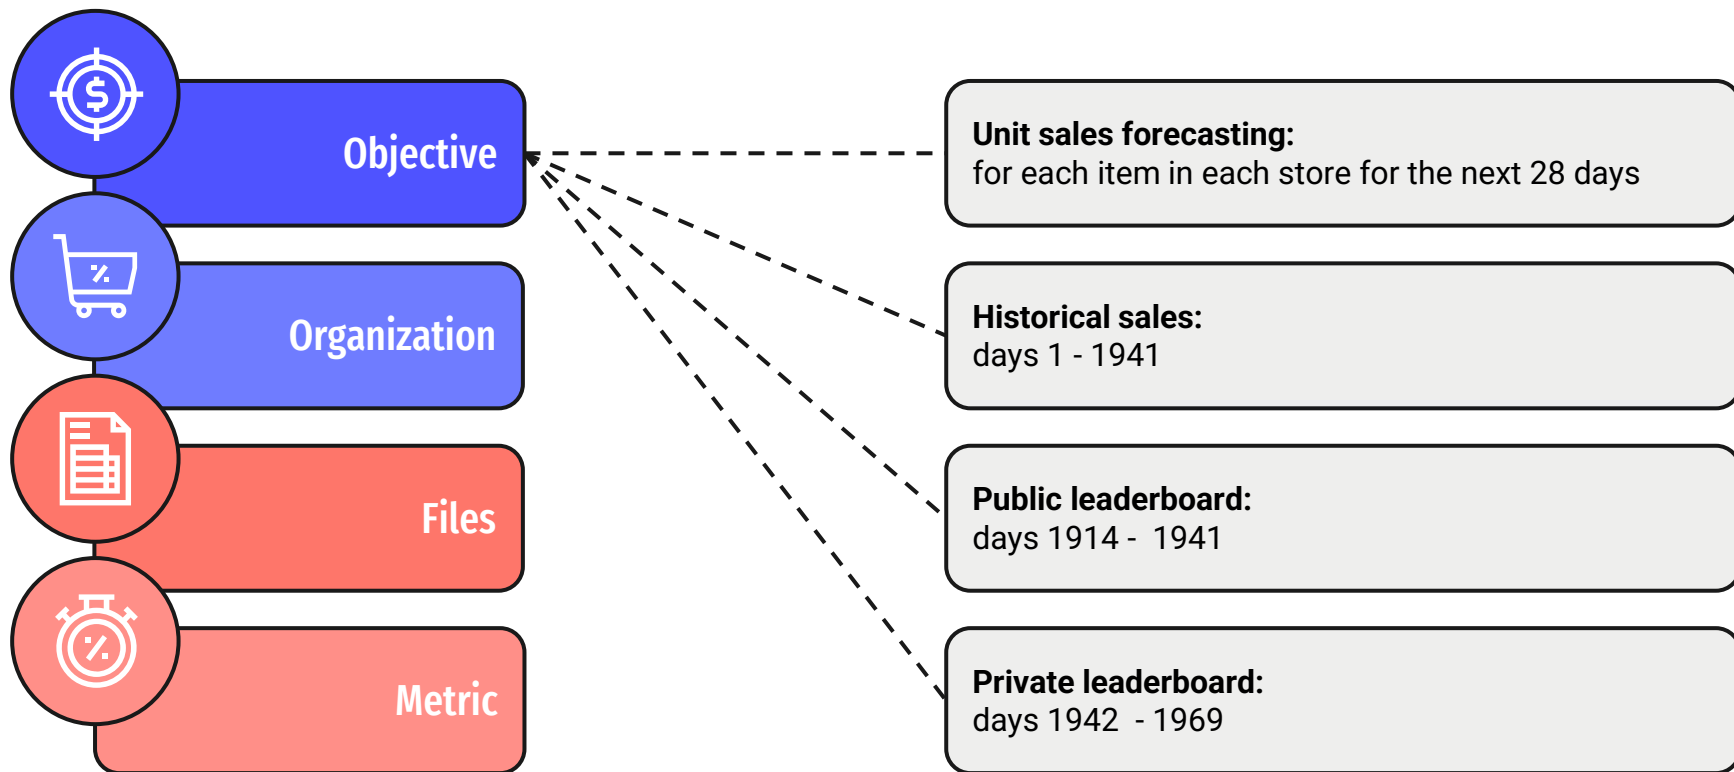 Objective
Organization
Files
Metric
Unit sales forecasting:
for each item in each store for the next 28 days
Historical sales:
days 1 - 1941
Public leaderboard:
days 1914 -  1941
Private leaderboard:
days 1942  - 1969